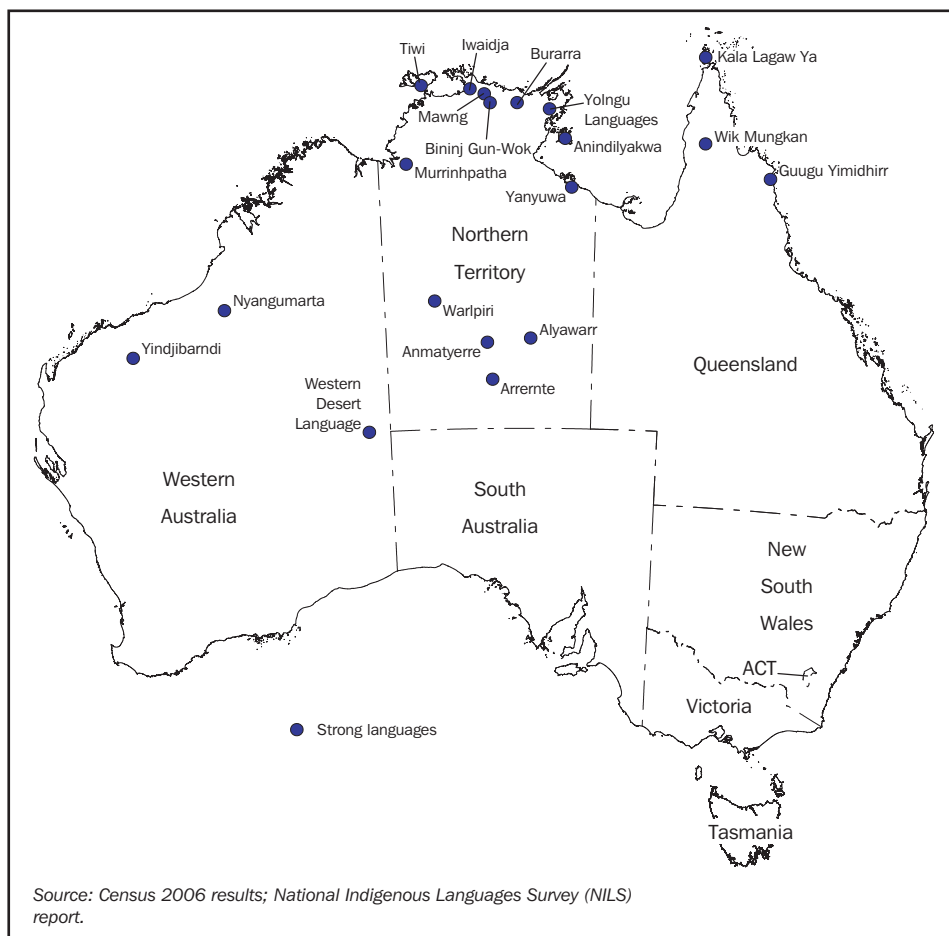 Tiwi
Iwaidja
Burarra
Kala Lagaw Ya
Mawng
Yolngu
Languages
Bininj Gun-Wok
Anindilyakwa
Wik Mungkan
Murrinhpatha
Guugu Yimidhirr
Yanyuwa
Northern
Territory
Nyangumarta
Warlpiri
Yindjibarndi
Anmatyerre
Alyawarr
Queensland
Western
Desert
Language
Arrernte
Western
Australia
South
Australia
New
South
Wales
ACT
Victoria
Strong languages
Tasmania
Source: Census 2006 results; National Indigenous Languages Survey (NILS)
report.